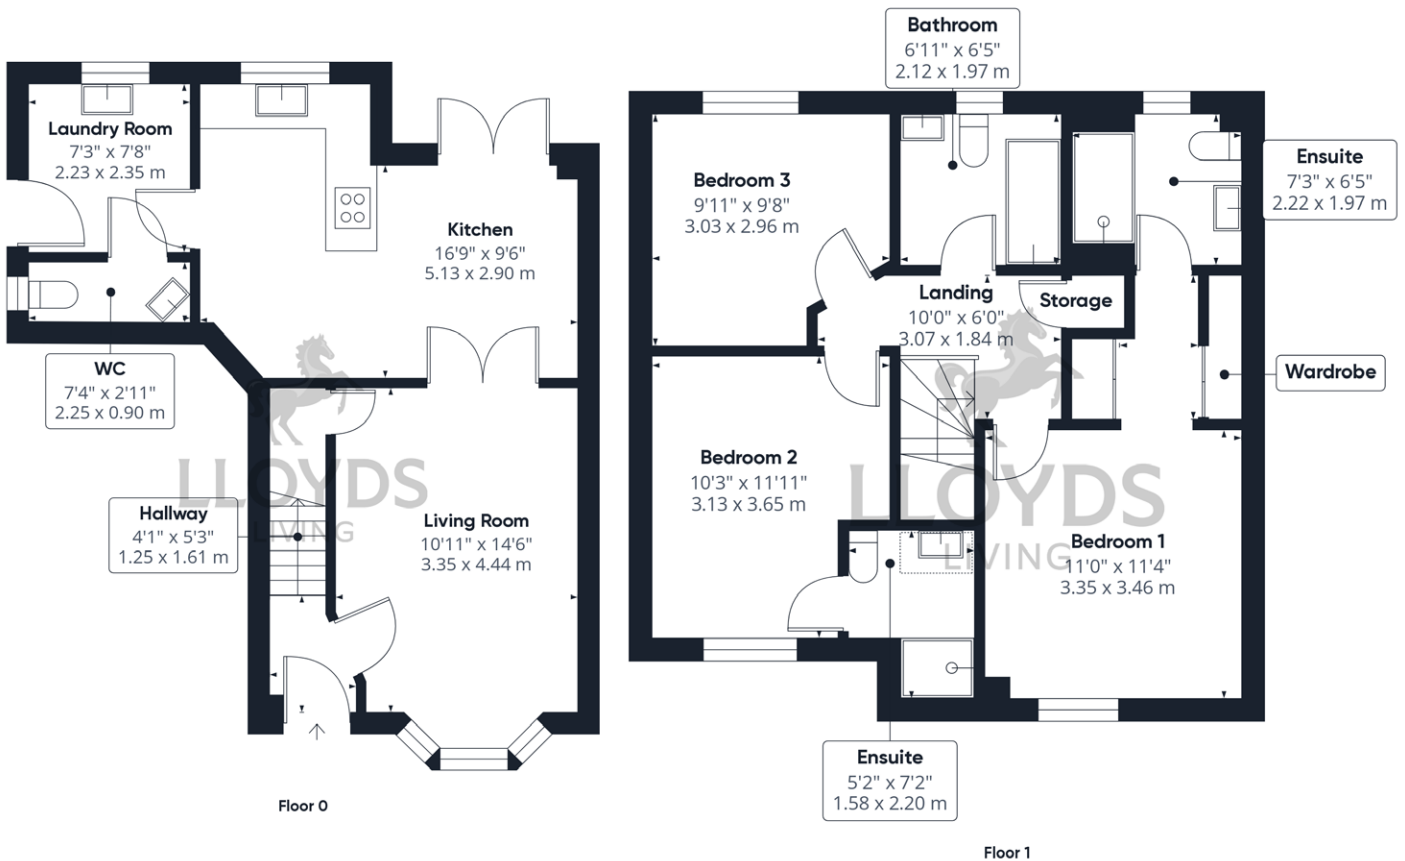 Laundry Room
7'3" x 7'8"
2.23 x 2.35 m
Kitchen
16'9" x 9'6"
5.13 x 2.90 m
WC
7'4" x 2'11"
2.25 x 0.90 m
Hallway
4'1" x 5'3"
1.25 x 1.61 m
Living Room
10'11" x 14'6"
3.35 x 4.44 m
LLOYDS
LIVING
Floor 0
Bathroom
6'11" x 6'5"
2.12 x 1.97 m
Bedroom 3
9'11" x 9'8"
3.03 x 2.96 m
Ensuite
7'3" x 6'5"
2.22 x 1.97 m
Landing
10'0" x 6'0"
3.07 x 1.84 m
Storage
Wardrobe
Bedroom 2
10'3" x 11'11"
3.13 x 3.65 m
LLOYDS
LIVING
Bedroom 1
11'0" x 11'4"
3.35 x 3.46 m
Ensuite
5'2" x 7'2"
1.58 x 2.20 m
Floor 1